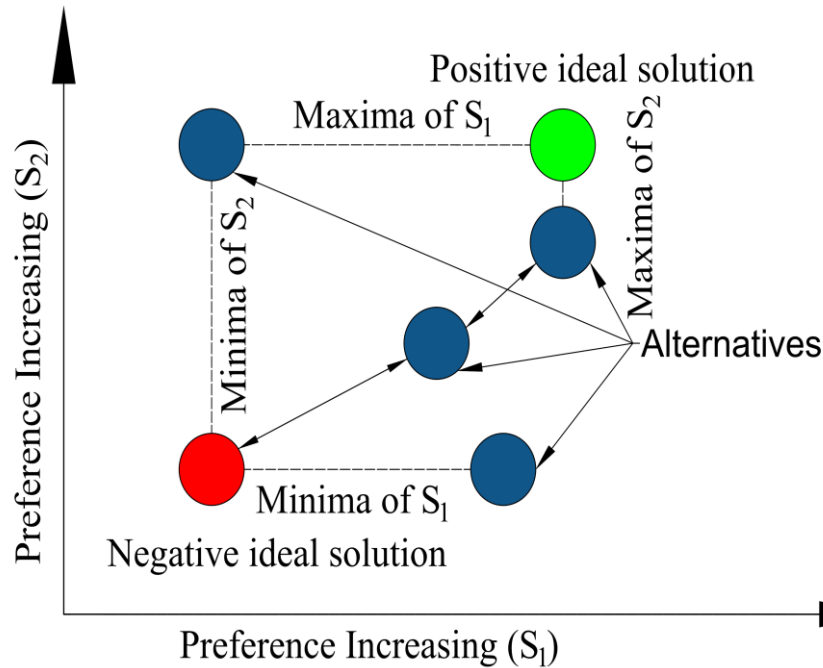 Positive ideal solution
Maxima of S₁
Maxima of S₂
Minima of S₂
Alternatives
Minima of S₁
Negative ideal solution
Preference Increasing (S₂)
Preference Increasing (S₁)